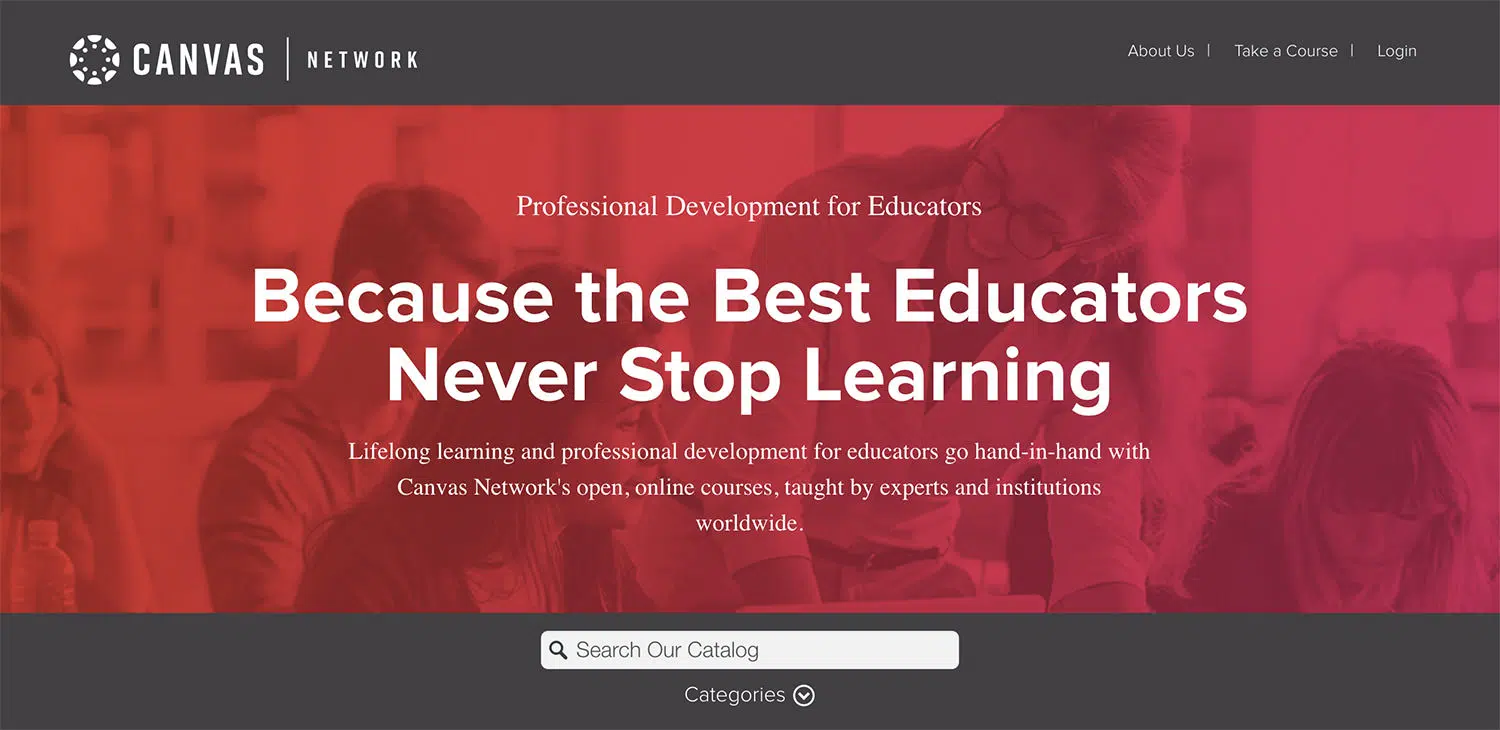 CANVAS | NETWORK
About Us | Take a Course | Login
Professional Development for Educators
Because the Best Educators
Never Stop Learning
Lifelong learning and professional development for educators go hand-in-hand with
Canvas Network's open, online courses, taught by experts and institutions
worldwide.
Search Our Catalog
Categories